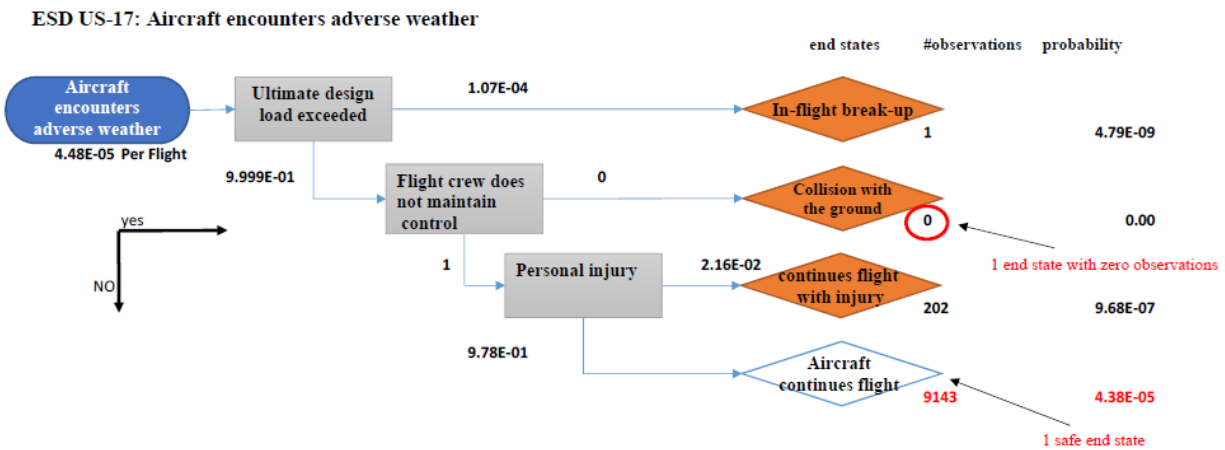 ESD US-17: Aircraft encounters adverse weather
end states #observations probability
Aircraft
encounters
adverse weather
4.48E-05 Per Flight
Ultimate design
load exceeded
1.07E-04
In-flight break-up
1
4.79E-09
9.999E-01
Flight crew does
not maintain
control
0
Collision with
the ground
0
0.00
yes
NO
1 end state with zero observations
1
Personal injury
2.16E-02
continues flight
with injury
202
9.68E-07
9.78E-01
Aircraft
continues flight
9143
4.38E-05
1 safe end state